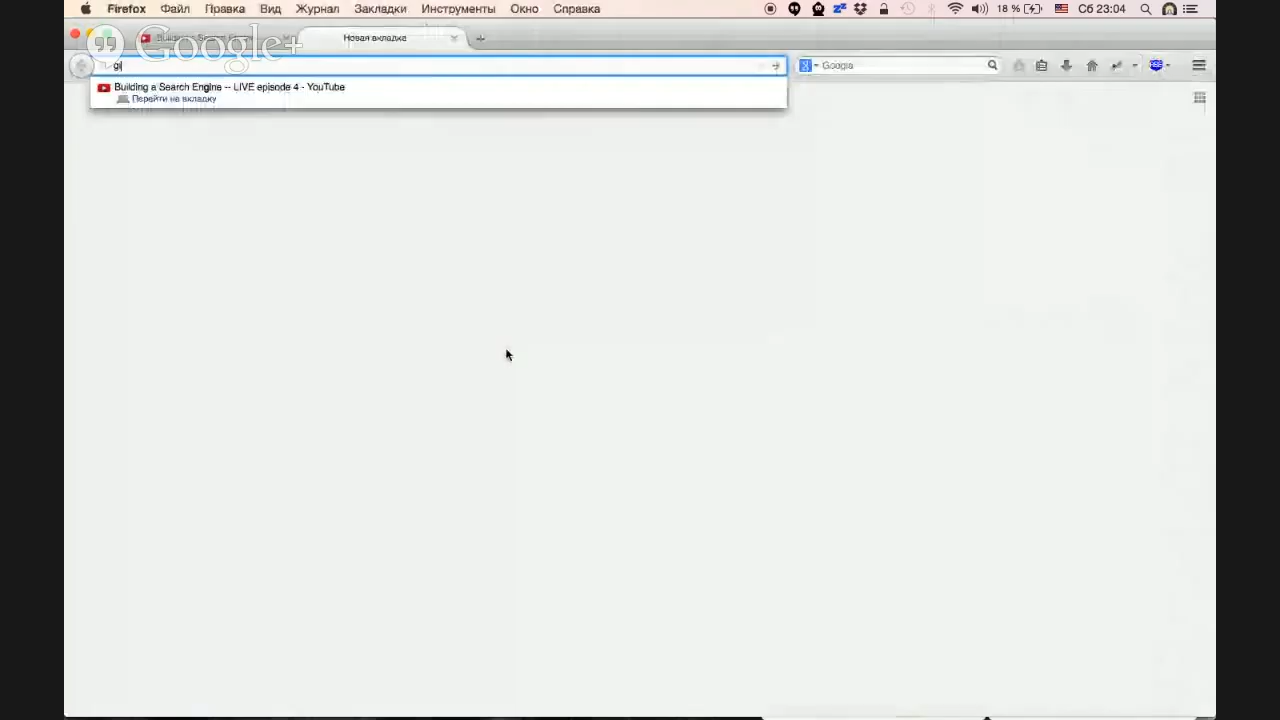 Firefox Файл Правка Вид Журнал Закладки Инструменты Окно Справка 18 % Сб 23:04
Google+
Новая вкладка
gi
Google
Building a Search Engine -- LIVE episode 4 - YouTube
Перейти на вкладку